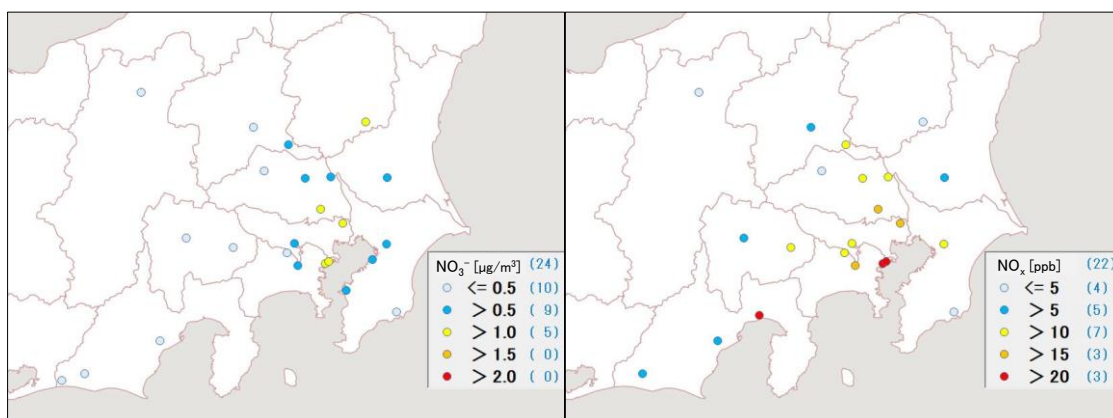 NO₃⁻ [μg/m³] (24)
<= 0.5 (10)
> 0.5 ( 9)
> 1.0 ( 5)
> 1.5 ( 0)
> 2.0 ( 0)
NOₓ [ppb] (22)
<= 5 (4)
> 5 (5)
> 10 (7)
> 15 (3)
> 20 (3)